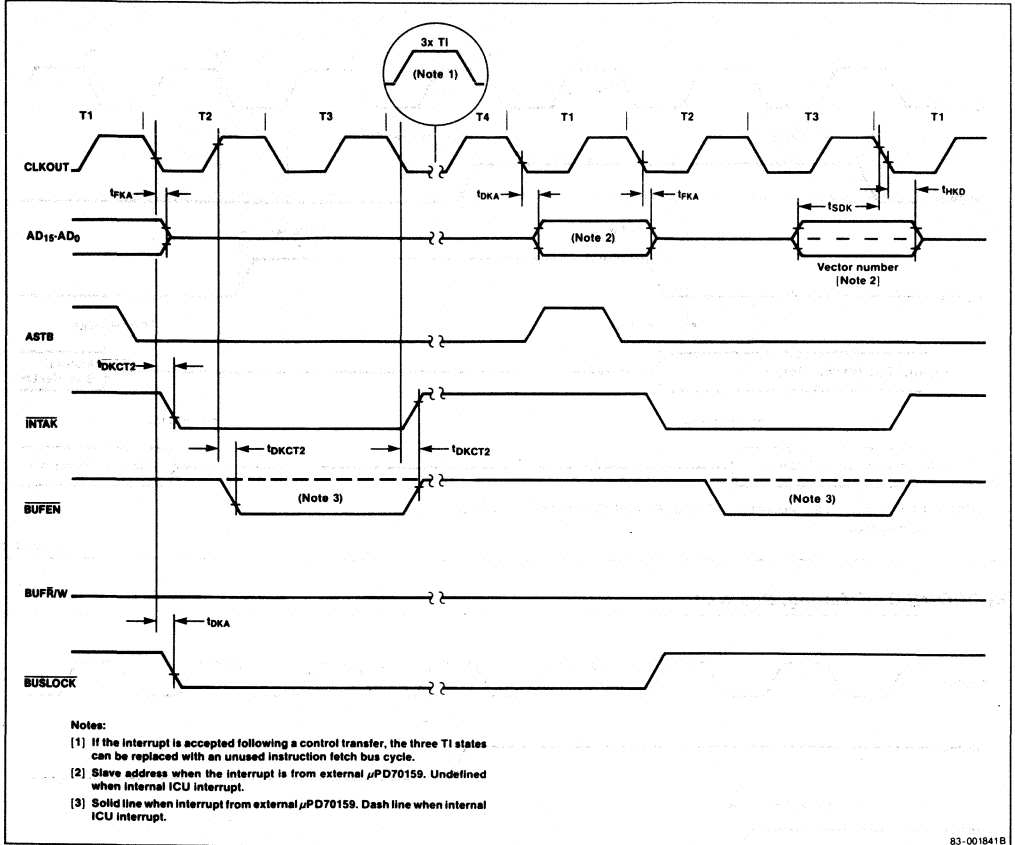 3x TI
(Note 1)
T1 T2 T3 T4 T1 T2 T3 T1
CLKOUT
tFKA tDKA tFKA tSDK tHKD
AD15-AD0 (Note 2)
Vector number
[Note 2]
ASTB
tDKCT2
INTAK
tDKCT2 tDKCT2
BUFEN (Note 3) (Note 3)
BUFR̅/W
tDKA
BUSLOCK
Notes:
[1] If the interrupt is accepted following a control transfer, the three TI states
can be replaced with an unused instruction fetch bus cycle.
[2] Slave address when the interrupt is from external μPD70159. Undefined
when internal ICU interrupt.
[3] Solid line when interrupt from external μPD70159. Dash line when internal
ICU interrupt.
83-001841B